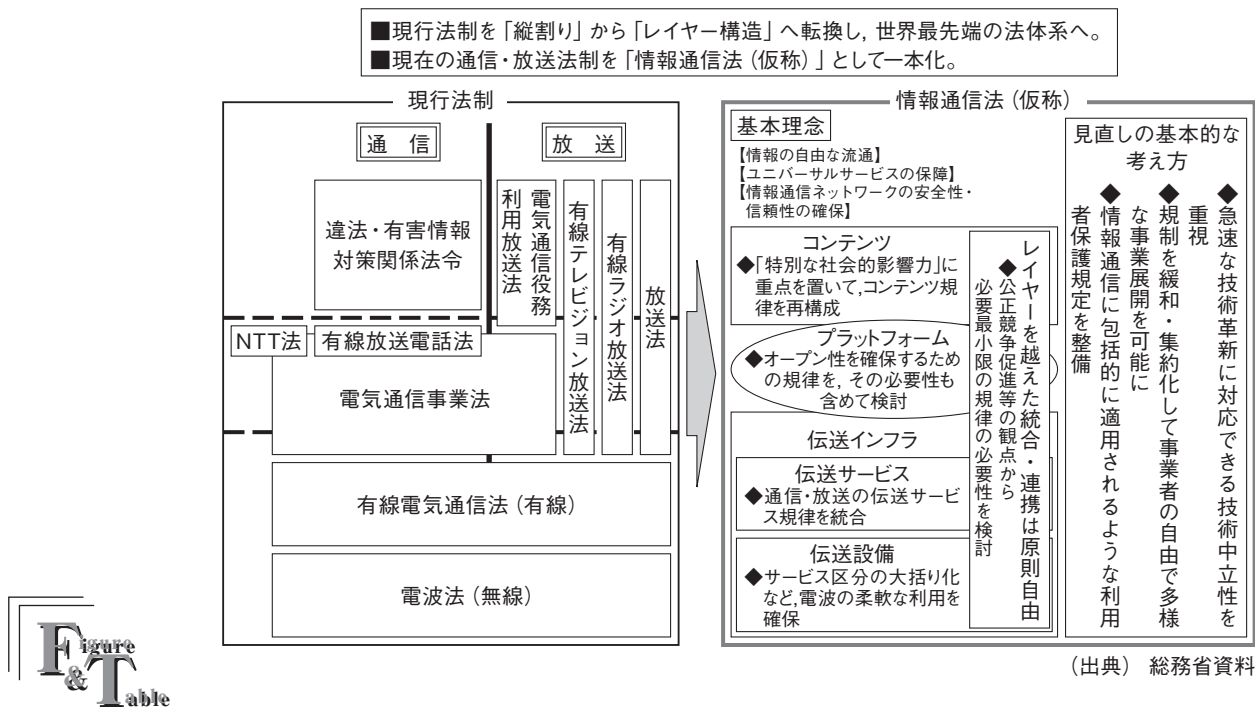 ■現行法制を「縦割り」から「レイヤー構造」へ転換し, 世界最先端の法体系へ。
■現在の通信・放送法制を「情報通信法（仮称）」として一本化。
現行法制
通　信
放　送
違法・有害情報
対策関係法令
電気通信役務
利用放送法
有線テレビジョン放送法
有線ラジオ放送法
放送法
NTT法
有線放送電話法
電気通信事業法
有線電気通信法（有線）
電波法（無線）
情報通信法（仮称）
基本理念
【情報の自由な流通】
【ユニバーサルサービスの保障】
【情報通信ネットワークの安全性・
信頼性の確保】
コンテンツ
◆「特別な社会的影響力」に
重点を置いて,コンテンツ規
律を再構成
プラットフォーム
◆オープン性を確保するため
の規律を, その必要性も
含めて検討
伝送インフラ
伝送サービス
◆通信・放送の伝送サービ
ス規律を統合
伝送設備
◆サービス区分の大括り化
など,電波の柔軟な利用を
確保
レイヤーを越えた統合・連携は原則自由
◆公正競争促進等の観点から
必要最小限の規律の必要性を検討
見直しの基本的な
考え方
◆急速な技術革新に対応できる技術中立性を
重視
◆規制を緩和・集約化して事業者の自由で多様
な事業展開を可能に
◆情報通信に包括的に適用されるような利用
者保護規定を整備
（出典）　総務省資料
Figure
&Table